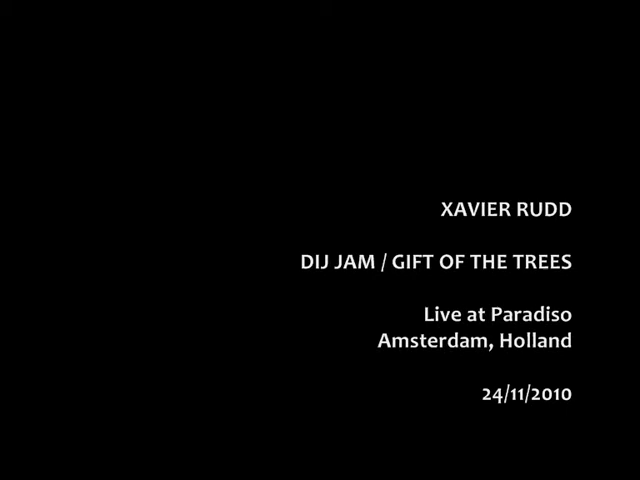 XAVIER RUDD
DIJ JAM / GIFT OF THE TREES
Live at Paradiso
Amsterdam, Holland
24/11/2010